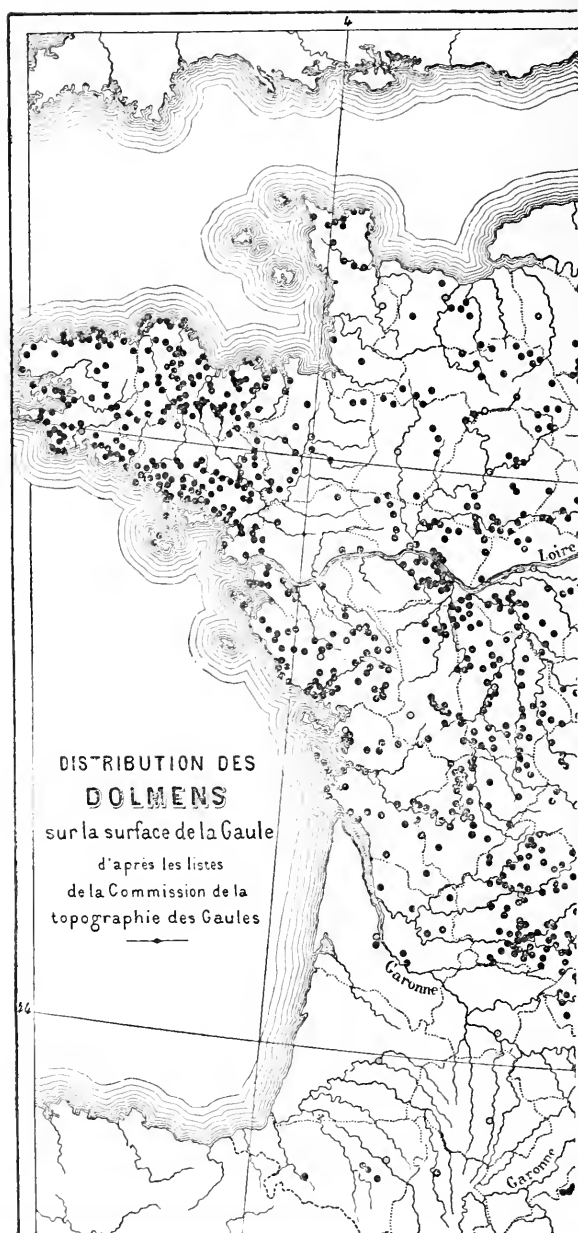 4
Loire
DISTRIBUTION DES
DOLMENS
sur la surface de la Gaule
d'après les listes
de la Commission de la
topographie des Gaules
Garonne
Garonne